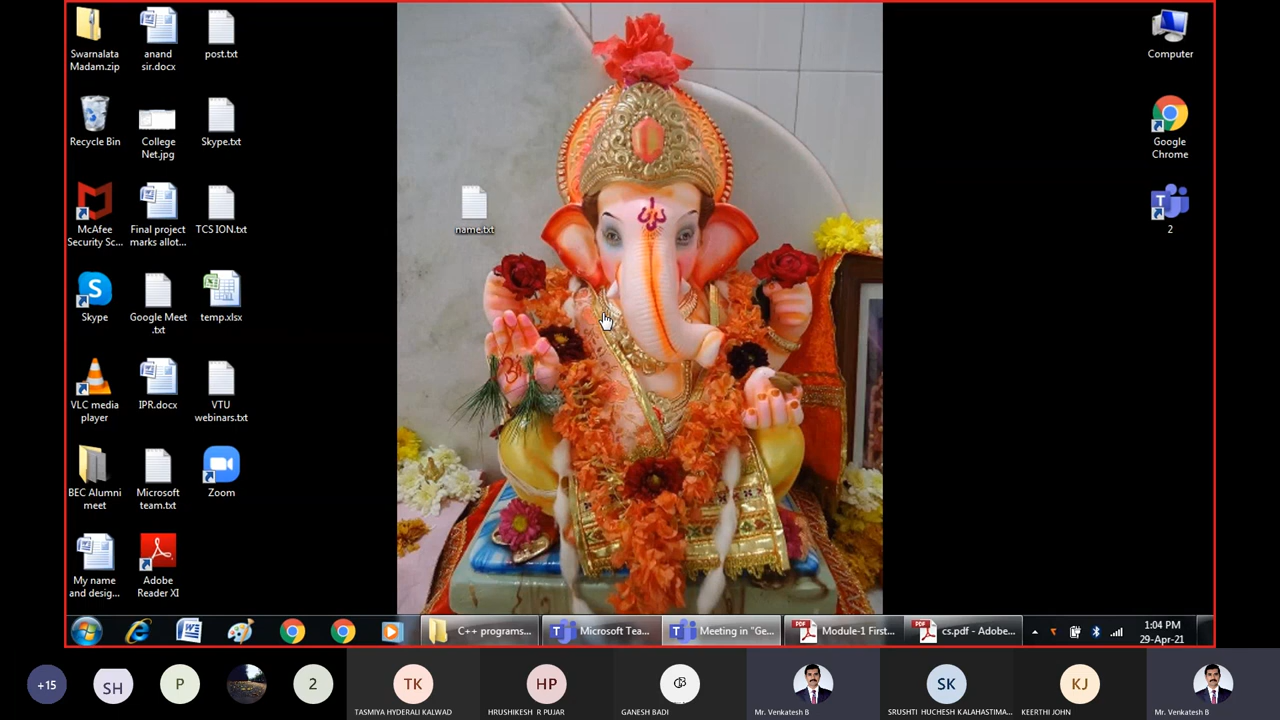 Swarnalata
Madam.zip
anand
sir.docx
post.txt
Recycle Bin
College
Net.jpg
Skype.txt
McAfee
Security Sc...
Final project
marks allot...
TCS ION.txt
Skype
Google Meet
.txt
temp.xlsx
VLC media
player
IPR.docx
VTU
webinars.txt
BEC Alumni
meet
Microsoft
team.txt
Zoom
My name
and desig...
Adobe
Reader XI
name.txt
Computer
Google
Chrome
2
C++ programs...
Microsoft Tea...
Meeting in "Ge...
Module-1 First...
cs.pdf - Adobe...
1:04 PM
29-Apr-21
+15
SH
P
2
TK
TASMIYA HYDERALI KALWAD
HP
HRUSHIKESH R PUJAR
GB
GANESH BADI
Mr. Venkatesh B
SK
SRUSHTI HUCHESH KALAHASTIMA...
KJ
KEERTHI JOHN
Mr. Venkatesh B